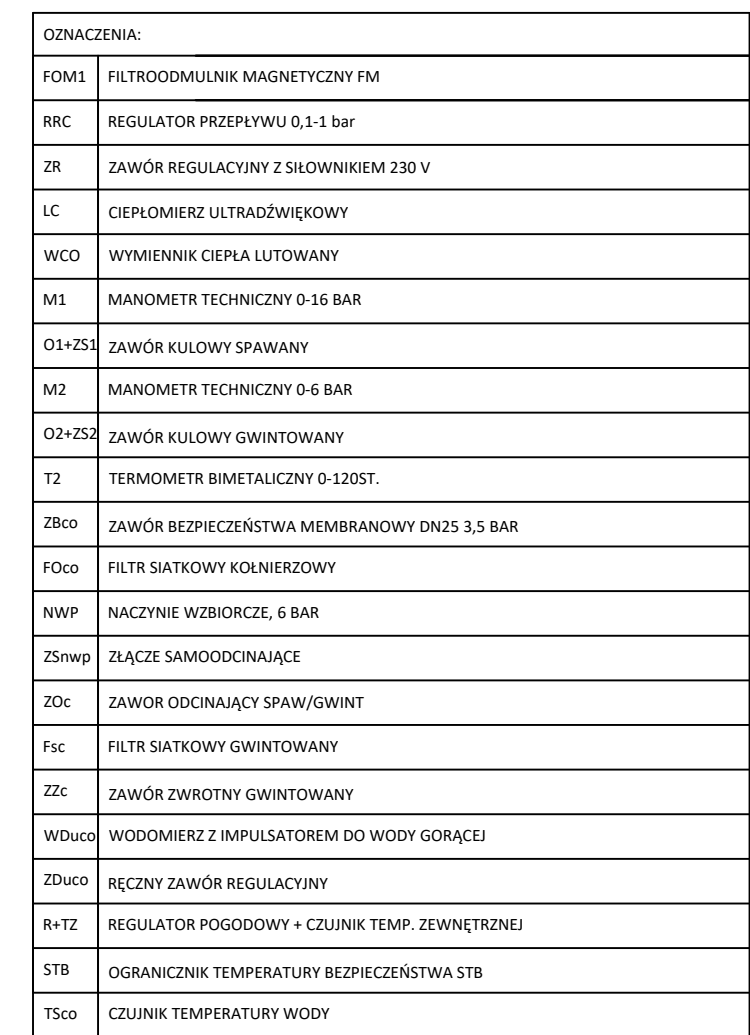 OZNACZENIA:
FOM1 FILTROODMULNIK MAGNETYCZNY FM
RRC REGULATOR PRZEPŁYWU 0,1-1 bar
ZR ZAWÓR REGULACYJNY Z SIŁOWNIKIEM 230 V
LC CIEPŁOMIERZ ULTRADŹWIĘKOWY
WCO WYMIENNIK CIEPŁA LUTOWANY
M1 MANOMETR TECHNICZNY 0-16 BAR
O1+ZS1 ZAWÓR KULOWY SPAWANY
M2 MANOMETR TECHNICZNY 0-6 BAR
O2+ZS2 ZAWÓR KULOWY GWINTOWANY
T2 TERMOMETR BIMETALICZNY 0-120ST.
ZBco ZAWÓR BEZPIECZEŃSTWA MEMBRANOWY DN25 3,5 BAR
FOco FILTR SIATKOWY KOŁNIERZOWY
NWP NACZYNIE WZBIORCZE, 6 BAR
ZSnwp ZŁĄCZE SAMOODCINAJĄCE
ZOc ZAWOR ODCINAJĄCY SPAW/GWINT
Fsc FILTR SIATKOWY GWINTOWANY
ZZc ZAWÓR ZWROTNY GWINTOWANY
WDuco WODOMIERZ Z IMPULSATOREM DO WODY GORĄCEJ
ZDuco RĘCZNY ZAWÓR REGULACYJNY
R+TZ REGULATOR POGODOWY + CZUJNIK TEMP. ZEWNĘTRZNEJ
STB OGRANICZNIK TEMPERATURY BEZPIECZEŃSTWA STB
TSco CZUJNIK TEMPERATURY WODY